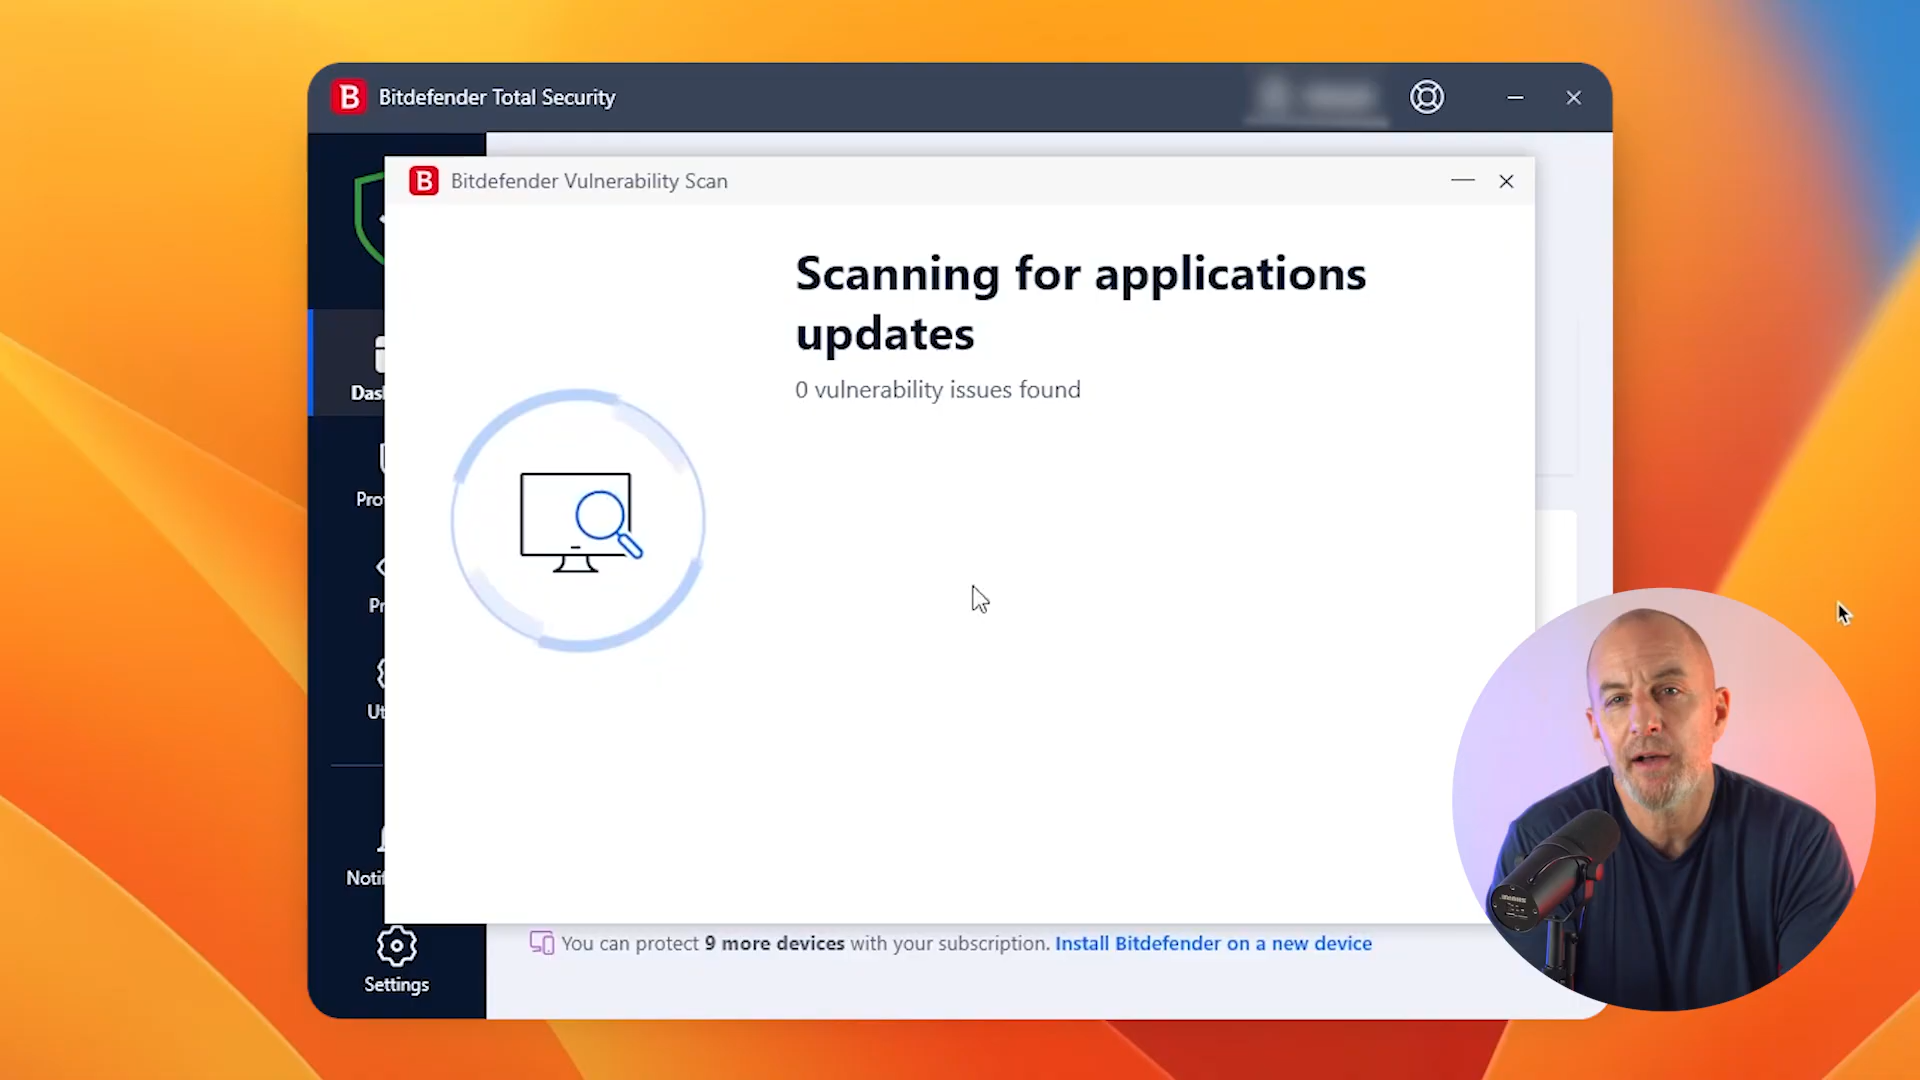 B Bitdefender Total Security
B Bitdefender Vulnerability Scan
Scanning for applications
updates
0 vulnerability issues found
Settings
You can protect 9 more devices with your subscription. Install Bitdefender on a new device